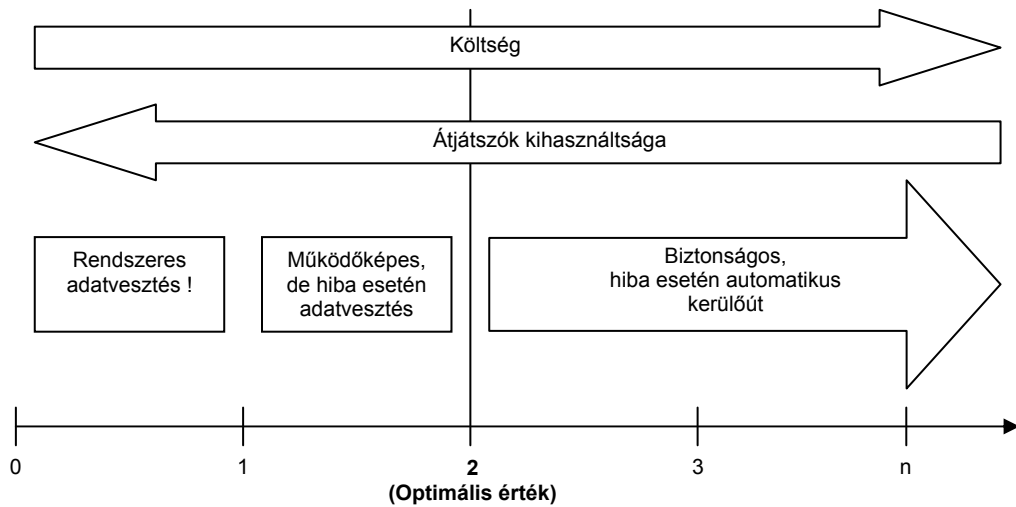 Költség
Átjátszók kihasználtsága
Rendszeres
adatvesztés !
Működőképes,
de hiba esetén
adatvesztés
Biztonságos,
hiba esetén automatikus
kerülőút
0
1
2
3
n
(Optimális érték)